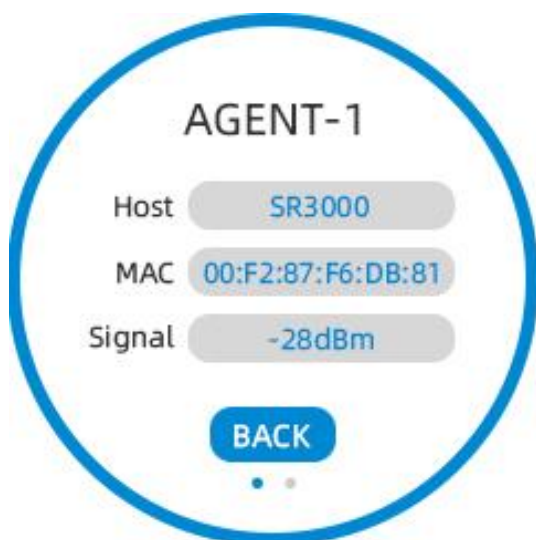 AGENT-1
Host SR3000
MAC 00:F2:87:F6:DB:81
Signal -28dBm
BACK